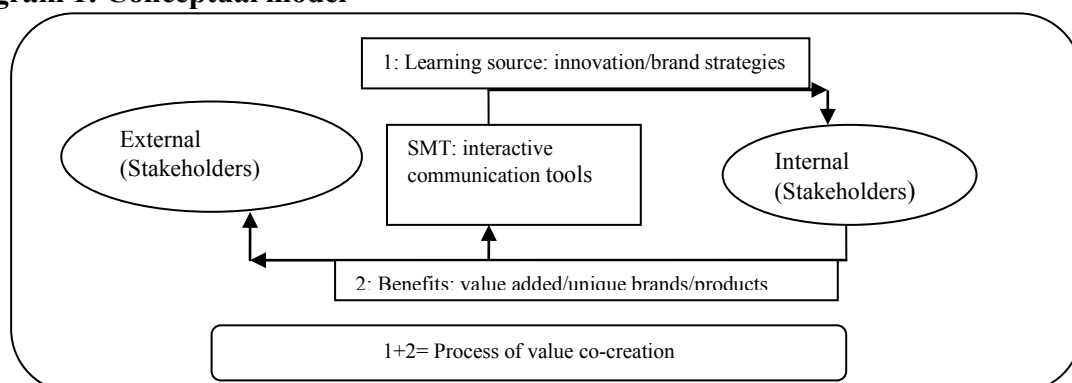 gram 1: Conceptual model
1: Learning source: innovation/brand strategies
External
(Stakeholders)
SMT: interactive
communication tools
Internal
(Stakeholders)
2: Benefits: value added/unique brands/products
1+2= Process of value co-creation